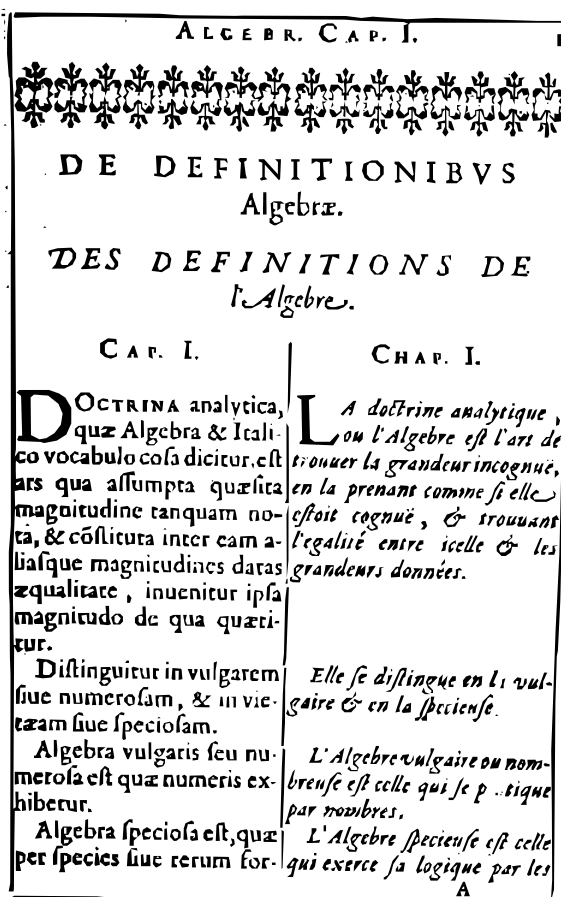 ALGEBR. CAP. I.
DE DEFINITIONIBVS
Algebræ.
DES DEFINITIONS DE
l'Algebre.
CAP. I.
DOCTRINA analytica,
quæ Algebra & Itali-
co vocabulo cosa dicitur, est
ars qua assumpta quæsita
magnitudine tanquam no-
ta, & cõstituta inter eam a-
liasque magnitudines datas
æqualitate, inuenitur ipsa
magnitudo de qua quæri-
tur.
Distinguitur in vulgarem
siue numerosam, & in vie-
tæam siue speciosam.
Algebra vulgaris seu nu-
merosa est quæ numeris ex-
hibetur.
Algebra speciosa est, quæ
per species siue rerum for-
CHAP. I.
LA doctrine analytique,
ou l'Algebre est l'art de
trouuer la grandeur incognuë,
en la prenant comme si elle
estoit cognuë, & trouuant
l'egalité entre icelle & les
grandeurs données.
Elle se distingue en la vul-
gaire & en la specieuse.
L'Algebre vulgaire ou nom-
breuse est celle qui se
par nombres.
L'Algebre specieuse est celle
qui exerce sa logique par les
A